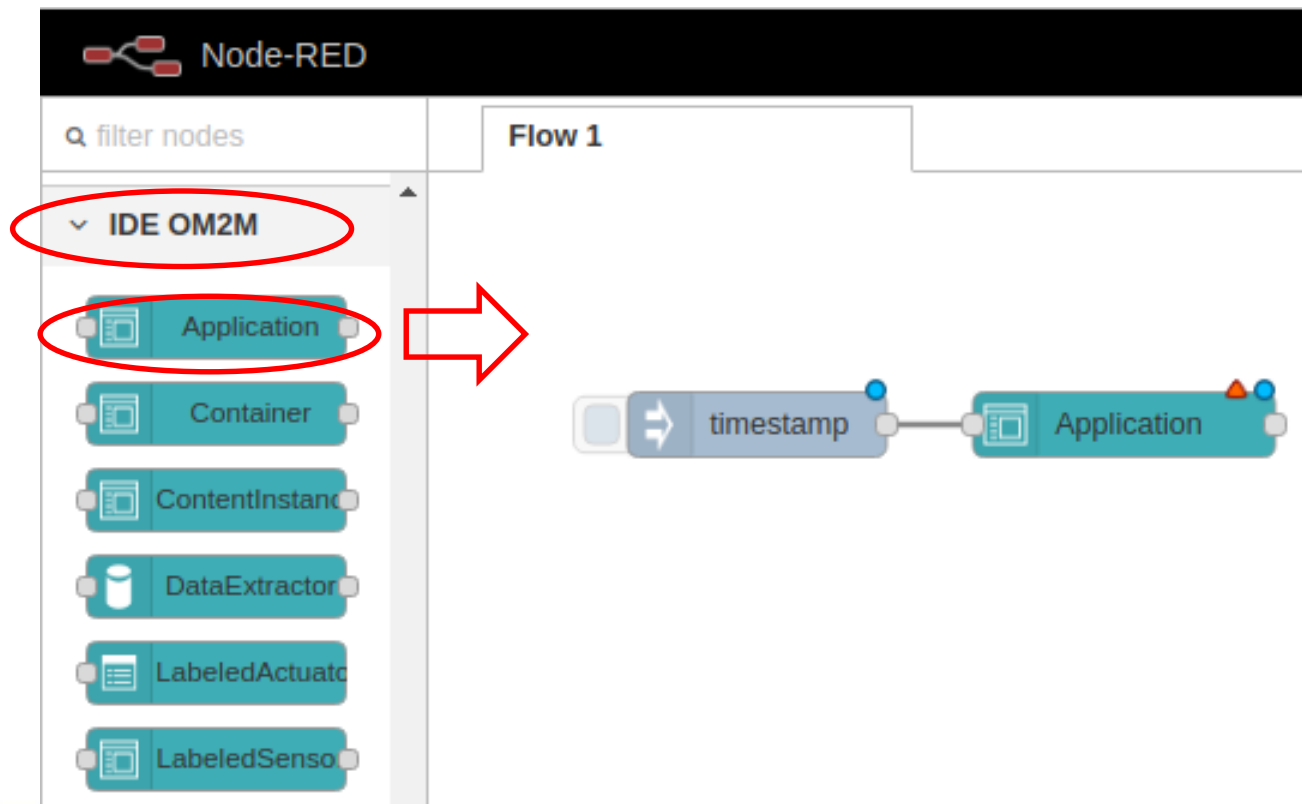 Node-RED
filter nodes
Flow 1
IDE OM2M
Application
Container
ContentInstanc
DataExtractor
LabeledActuato
LabeledSenso
timestamp
Application